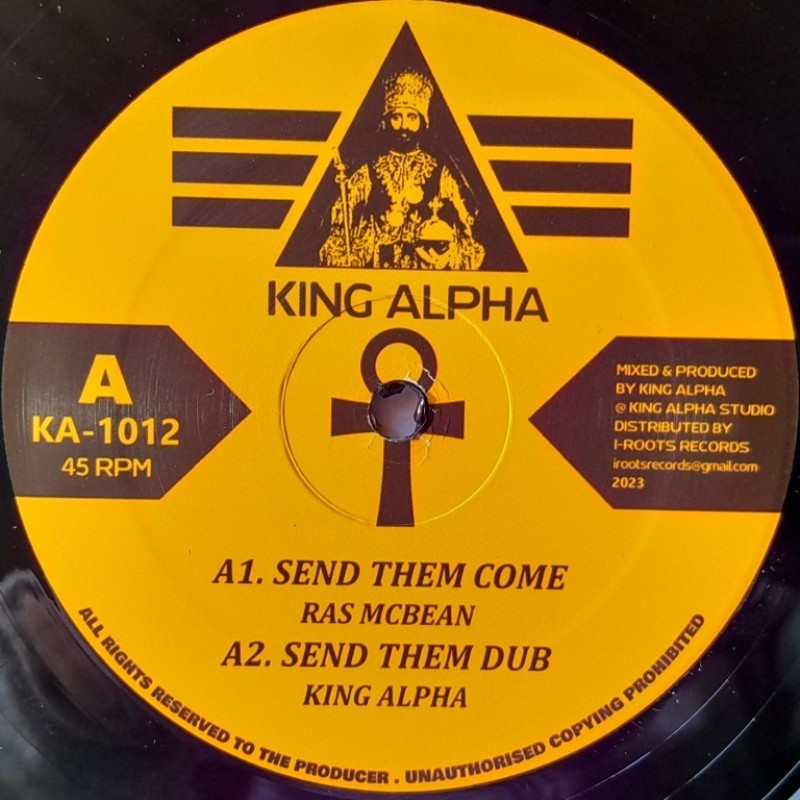 KING ALPHA
A
KA-1012
45 RPM
MIXED & PRODUCED
BY KING ALPHA
@ KING ALPHA STUDIO
DISTRIBUTED BY
I-ROOTS RECORDS
irootsrecords@gmail.com
2023
A1. SEND THEM COME
RAS MCBEAN
A2. SEND THEM DUB
KING ALPHA
ALL RIGHTS RESERVED TO THE PRODUCER . UNAUTHORISED COPYING PROHIBITED